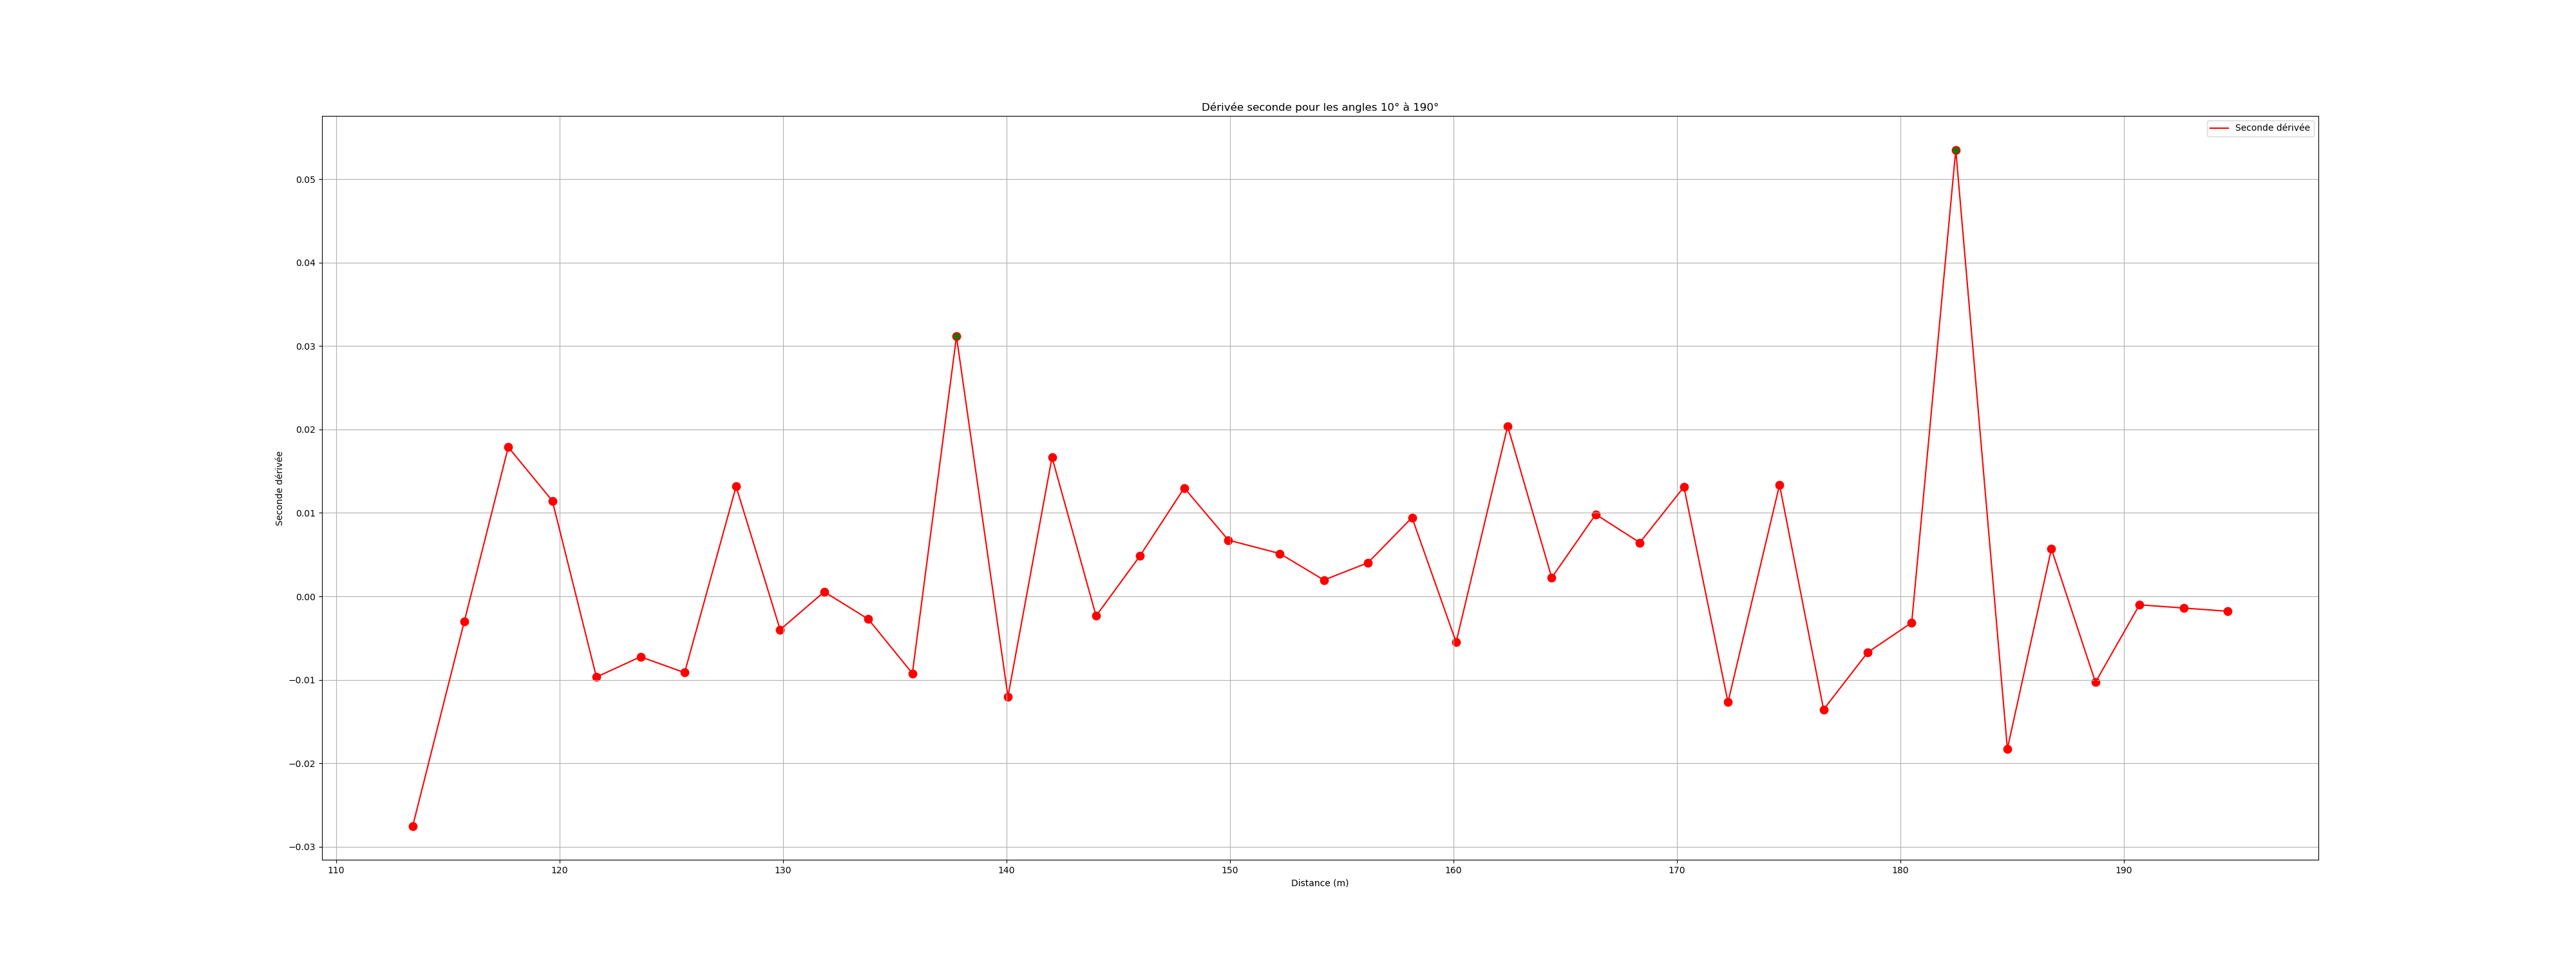 Dérivée seconde pour les angles 10° à 190°
Seconde dérivée
0.05
0.04
0.03
0.02
0.01
0.00
−0.01
−0.02
−0.03
Seconde dérivée
110 120 130 140 150 160 170 180 190
Distance (m)